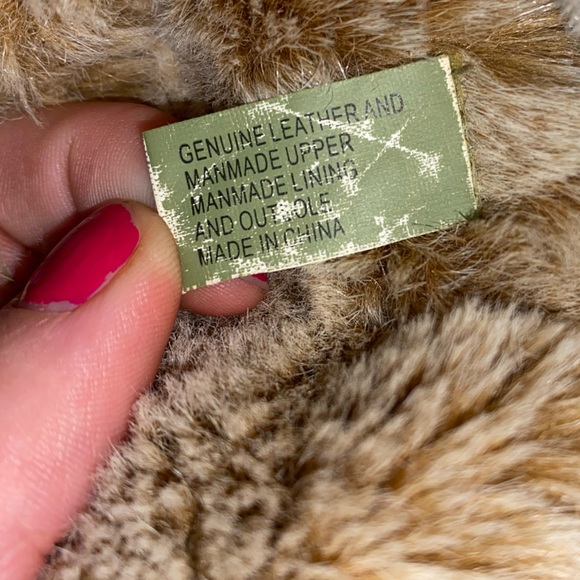 GENUINE LEATHER AND
MANMADE UPPER
MANMADE LINING
AND OUTSOLE
MADE IN CHINA